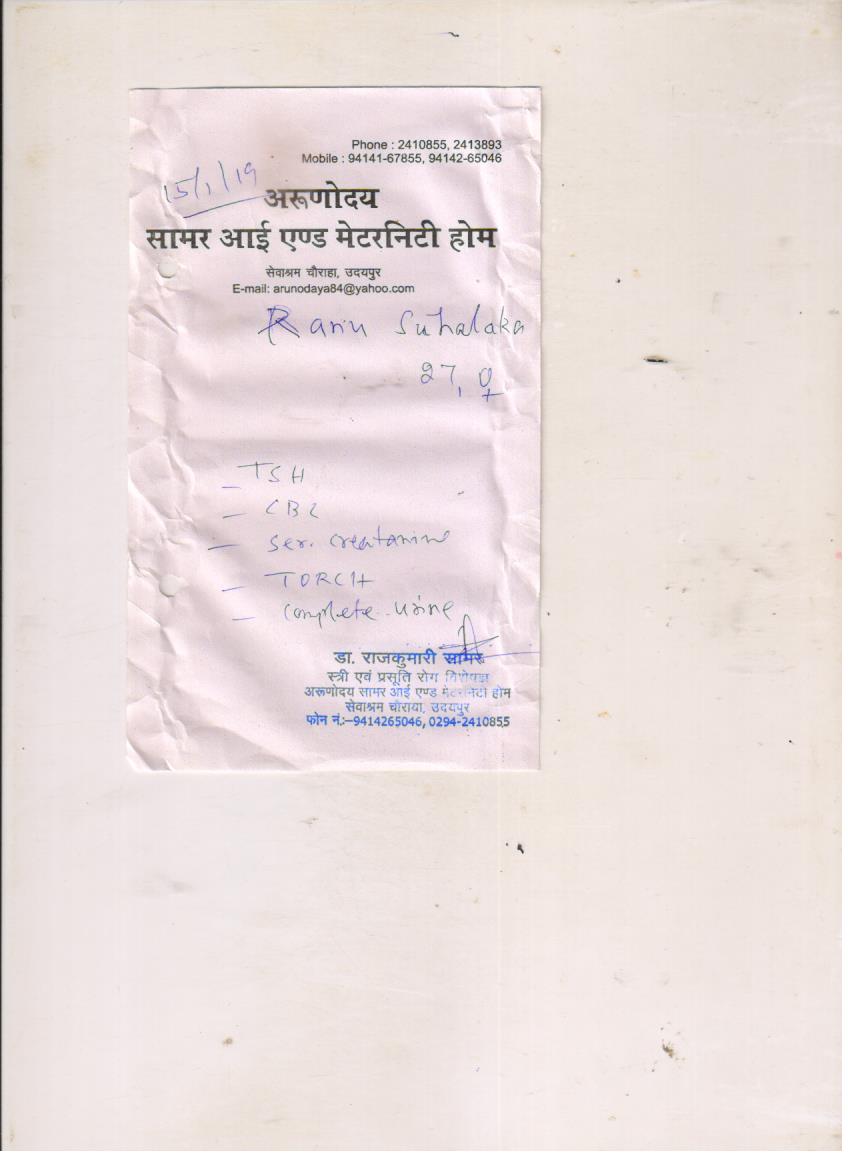 Phone : 2410855, 2413893
Mobile : 94141-67855, 94142-65046
15/1/19
अरूणोदय
सामर आई एण्ड मेटरनिटी होम
सेवाश्रम चौराहा, उदयपुर
E-mail: arunodaya84@yahoo.com
Suhalaka
27, ♀
– TSH
– CBC
– Ser. creatanine
– TORCH
– complete urine
डा. राजकुमारी सामर
स्त्री एवं प्रसूति रोग विशेषज्ञ
अरूणोदय सामर आई एण्ड मेटरनिटी होम
सेवाश्रम चौराया, उदयपुर
फोन नं.:–9414265046, 0294-2410855